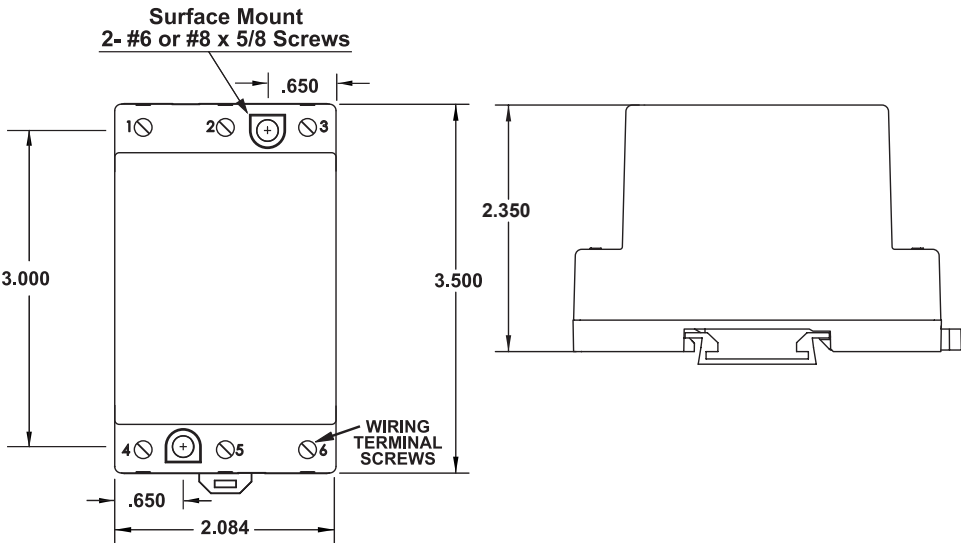 Surface Mount
2- #6 or #8 x 5/8 Screws
.650
1
2
3
2.350
3.000
3.500
4
5
6
WIRING
TERMINAL
SCREWS
.650
2.084